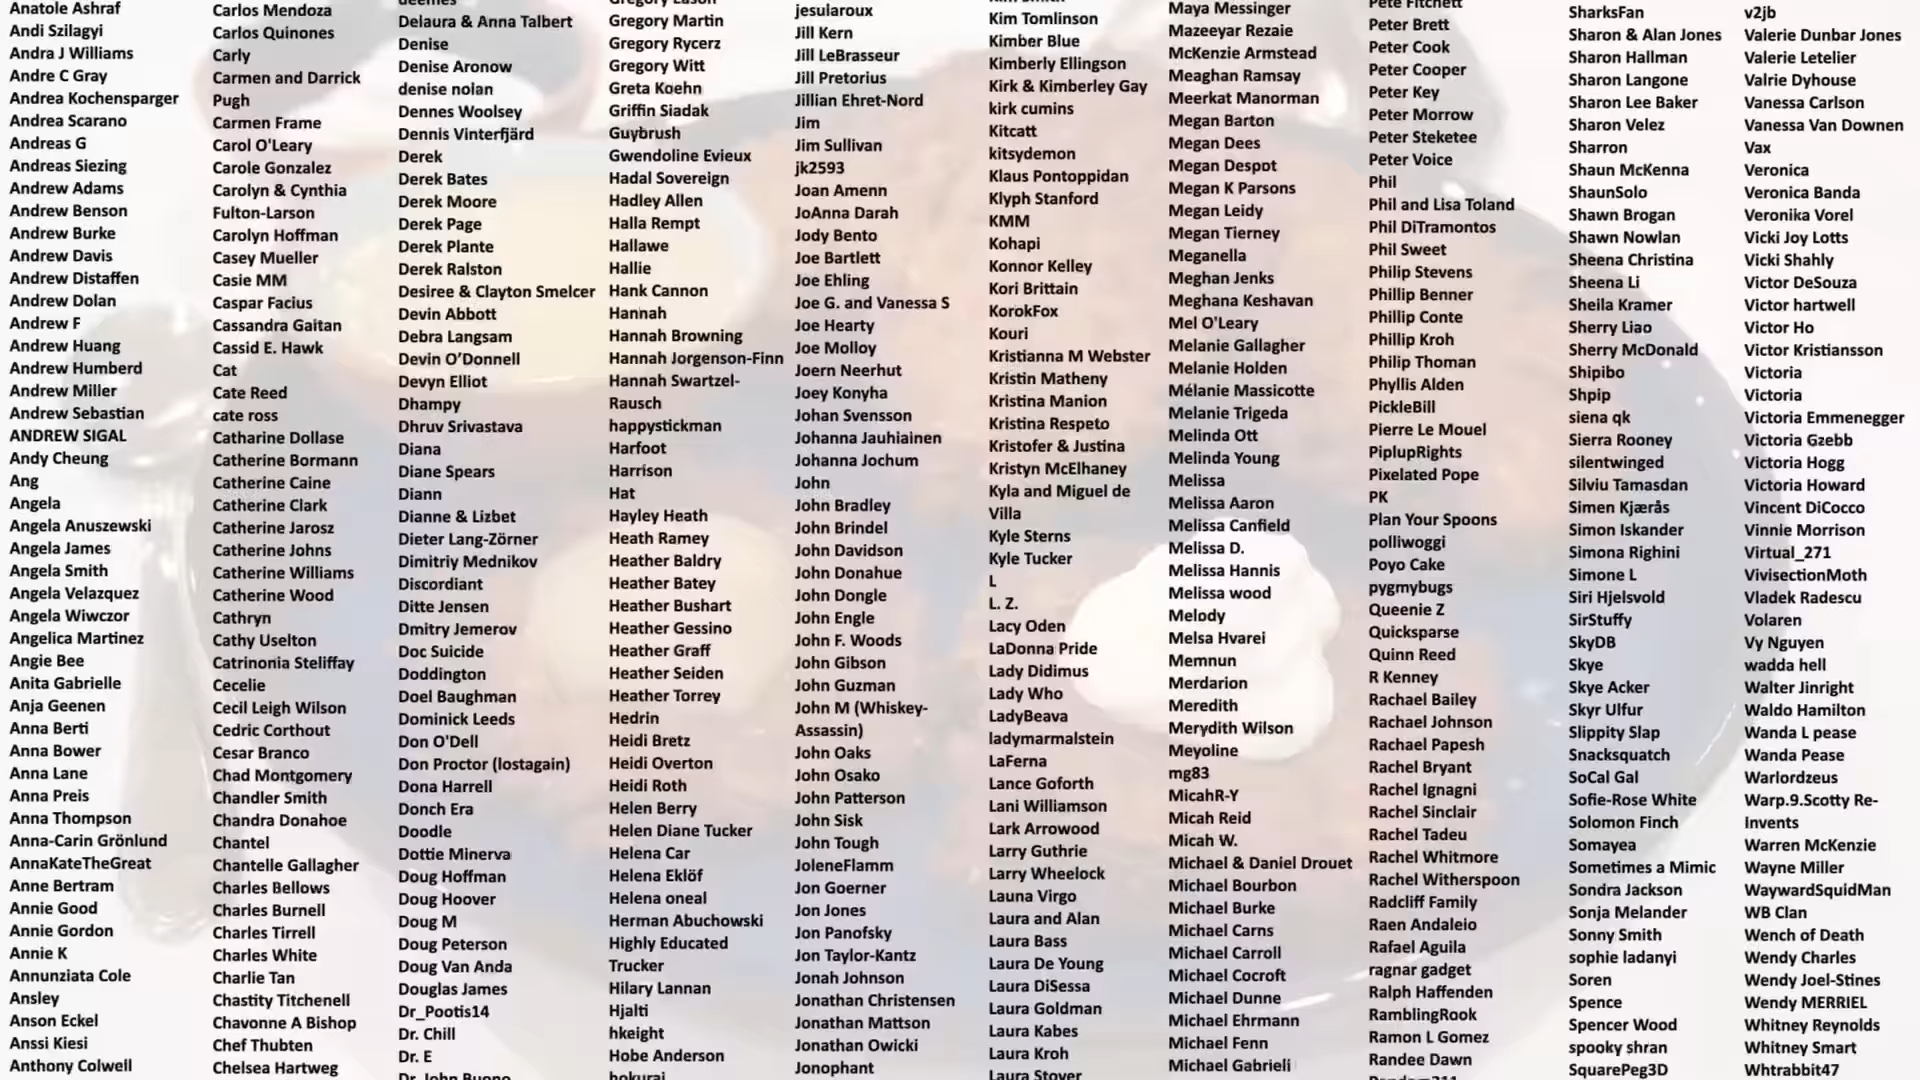 Anatole Ashraf
Andi Szilagyi
Andra J Williams
Andre C Gray
Andrea Kochensparger
Andrea Scarano
Andreas G
Andreas Siezing
Andrew Adams
Andrew Benson
Andrew Burke
Andrew Davis
Andrew Distaffen
Andrew Dolan
Andrew F
Andrew Huang
Andrew Humberd
Andrew Miller
Andrew Sebastian
ANDREW SIGAL
Andy Cheung
Ang
Angela
Angela Anuszewski
Angela James
Angela Smith
Angela Velazquez
Angela Wiwczor
Angelica Martinez
Angie Bee
Anita Gabrielle
Anja Geenen
Anna Berti
Anna Bower
Anna Lane
Anna Preis
Anna Thompson
Anna-Carin Grönlund
AnnaKateTheGreat
Anne Bertram
Annie Good
Annie Gordon
Annie K
Annunziata Cole
Ansley
Anson Eckel
Anssi Kiesi
Anthony Colwell
Carlos Mendoza
Carlos Quinones
Carly
Carmen and Darrick
Pugh
Carmen Frame
Carol O'Leary
Carole Gonzalez
Carolyn & Cynthia
Fulton-Larson
Carolyn Hoffman
Casey Mueller
Casie MM
Caspar Facius
Cassandra Gaitan
Cassid E. Hawk
Cat
Cate Reed
cate ross
Catharine Dollase
Catherine Bormann
Catherine Caine
Catherine Clark
Catherine Jarosz
Catherine Johns
Catherine Williams
Catherine Wood
Cathryn
Cathy Uselton
Catrinonia Steliffay
Cecelie
Cecil Leigh Wilson
Cedric Corthout
Cesar Branco
Chad Montgomery
Chandler Smith
Chandra Donahoe
Chantel
Chantelle Gallagher
Charles Bellows
Charles Burnell
Charles Tirrell
Charles White
Charlie Tan
Chastity Titchenell
Chavonne A Bishop
Chef Thubten
Chelsea Hartweg
Delaura & Anna Talbert
Denise
Denise Aronow
denise nolan
Dennes Woolsey
Dennis Vinterfjärd
Derek
Derek Bates
Derek Moore
Derek Page
Derek Plante
Derek Ralston
Desiree & Clayton Smelcer
Devin Abbott
Debra Langsam
Devin O’Donnell
Devyn Elliot
Dhampy
Dhruv Srivastava
Diana
Diane Spears
Diann
Dianne & Lizbet
Dieter Lang-Zörner
Dimitriy Mednikov
Discordiant
Ditte Jensen
Dmitry Jemerov
Doc Suicide
Doddington
Doel Baughman
Dominick Leeds
Don O'Dell
Don Proctor (lostagain)
Dona Harrell
Donch Era
Doodle
Dottie Minerva
Doug Hoffman
Doug Hoover
Doug M
Doug Peterson
Doug Van Anda
Douglas James
Dr_Pootis14
Dr. Chill
Dr. E
Dr. John Buono
Gregory Martin
Gregory Rycerz
Gregory Witt
Greta Koehn
Griffin Siadak
Guybrush
Gwendoline Evieux
Hadal Sovereign
Hadley Allen
Halla Rempt
Hallawe
Hallie
Hank Cannon
Hannah
Hannah Browning
Hannah Jorgenson-Finn
Hannah Swartzel-
Rausch
happystickman
Harfoot
Harrison
Hat
Hayley Heath
Heath Ramey
Heather Baldry
Heather Batey
Heather Bushart
Heather Gessino
Heather Graff
Heather Seiden
Heather Torrey
Hedrin
Heidi Bretz
Heidi Overton
Heidi Roth
Helen Berry
Helen Diane Tucker
Helena Car
Helena Eklöf
Helena oneal
Herman Abuchowski
Highly Educated
Trucker
Hilary Lannan
Hjalti
hkeight
Hobe Anderson
hokurai
jesularoux
Jill Kern
Jill LeBrasseur
Jill Pretorius
Jillian Ehret-Nord
Jim
Jim Sullivan
jk2593
Joan Amenn
JoAnna Darah
Jody Bento
Joe Bartlett
Joe Ehling
Joe G. and Vanessa S
Joe Hearty
Joe Molloy
Joern Neerhut
Joey Konyha
Johan Svensson
Johanna Jauhiainen
Johanna Jochum
John
John Bradley
John Brindel
John Davidson
John Donahue
John Dongle
John Engle
John F. Woods
John Gibson
John Guzman
John M (Whiskey-
Assassin)
John Oaks
John Osako
John Patterson
John Sisk
John Tough
JoleneFlamm
Jon Goerner
Jon Jones
Jon Panofsky
Jon Taylor-Kantz
Jonah Johnson
Jonathan Christensen
Jonathan Mattson
Jonathan Owicki
Jonophant
Kim Tomlinson
Kimber Blue
Kimberly Ellingson
Kirk & Kimberley Gay
kirk cumins
Kitcatt
kitsydemon
Klaus Pontoppidan
Klyph Stanford
KMM
Kohapi
Konnor Kelley
Kori Brittain
KorokFox
Kouri
Kristianna M Webster
Kristin Matheny
Kristina Manion
Kristina Respeto
Kristofer & Justina
Kristyn McElhaney
Kyla and Miguel de
Villa
Kyle Sterns
Kyle Tucker
L
L. Z.
Lacy Oden
LaDonna Pride
Lady Didimus
Lady Who
LadyBeava
ladymarmalstein
LaFerna
Lance Goforth
Lani Williamson
Lark Arrowood
Larry Guthrie
Larry Wheelock
Launa Virgo
Laura and Alan
Laura Bass
Laura De Young
Laura DiSessa
Laura Goldman
Laura Kabes
Laura Kroh
Laura Stover
Maya Messinger
Mazeeyar Rezaie
McKenzie Armstead
Meaghan Ramsay
Meerkat Manorman
Megan Barton
Megan Dees
Megan Despot
Megan K Parsons
Megan Leidy
Megan Tierney
Meganella
Meghan Jenks
Meghana Keshavan
Mel O'Leary
Melanie Gallagher
Melanie Holden
Mélanie Massicotte
Melanie Trigeda
Melinda Ott
Melinda Young
Melissa
Melissa Aaron
Melissa Canfield
Melissa D.
Melissa Hannis
Melissa wood
Melody
Melsa Hvarei
Memnun
Merdarion
Meredith
Merydith Wilson
Meyoline
mg83
MicahR-Y
Micah Reid
Micah W.
Michael & Daniel Drouet
Michael Bourbon
Michael Burke
Michael Carns
Michael Carroll
Michael Cocroft
Michael Dunne
Michael Ehrmann
Michael Fenn
Michael Gabrieli
Pete Fitchett
Peter Brett
Peter Cook
Peter Cooper
Peter Key
Peter Morrow
Peter Steketee
Peter Voice
Phil
Phil and Lisa Toland
Phil DiTramontos
Phil Sweet
Philip Stevens
Phillip Benner
Phillip Conte
Phillip Kroh
Philip Thoman
Phyllis Alden
PickleBill
Pierre Le Mouel
PiplupRights
Pixelated Pope
PK
Plan Your Spoons
polliwoggi
Poyo Cake
pygmybugs
Queenie Z
Quicksparse
Quinn Reed
R Kenney
Rachael Bailey
Rachael Johnson
Rachael Papesh
Rachel Bryant
Rachel Ignagni
Rachel Sinclair
Rachel Tadeu
Rachel Whitmore
Rachel Witherspoon
Radcliff Family
Raen Andaleio
Rafael Aguila
ragnar gadget
Ralph Haffenden
RamblingRook
Ramon L Gomez
Randee Dawn
SharksFan
Sharon & Alan Jones
Sharon Hallman
Sharon Langone
Sharon Lee Baker
Sharon Velez
Sharron
Shaun McKenna
ShaunSolo
Shawn Brogan
Shawn Nowlan
Sheena Christina
Sheena Li
Sheila Kramer
Sherry Liao
Sherry McDonald
Shipibo
Shpip
siena qk
Sierra Rooney
silentwinged
Silviu Tamasdan
Simen Kjærås
Simon Iskander
Simona Righini
Simone L
Siri Hjelsvold
SirStuffy
SkyDB
Skye
Skye Acker
Skyr Ulfur
Slippity Slap
Snacksquatch
SoCal Gal
Sofie-Rose White
Solomon Finch
Somayea
Sometimes a Mimic
Sondra Jackson
Sonja Melander
Sonny Smith
sophie ladanyi
Soren
Spence
Spencer Wood
spooky shran
SquarePeg3D
v2jb
Valerie Dunbar Jones
Valerie Letelier
Valrie Dyhouse
Vanessa Carlson
Vanessa Van Downen
Vax
Veronica
Veronica Banda
Veronika Vorel
Vicki Joy Lotts
Vicki Shahly
Victor DeSouza
Victor hartwell
Victor Ho
Victor Kristiansson
Victoria
Victoria
Victoria Emmenegger
Victoria Gzebb
Victoria Hogg
Victoria Howard
Vincent DiCocco
Vinnie Morrison
Virtual_271
VivisectionMoth
Vladek Radescu
Volaren
Vy Nguyen
wadda hell
Walter Jinright
Waldo Hamilton
Wanda L pease
Wanda Pease
Warlordzeus
Warp.9.Scotty Re-
Invents
Warren McKenzie
Wayne Miller
WaywardSquidMan
WB Clan
Wench of Death
Wendy Charles
Wendy Joel-Stines
Wendy MERRIEL
Whitney Reynolds
Whitney Smart
Whtrabbit47